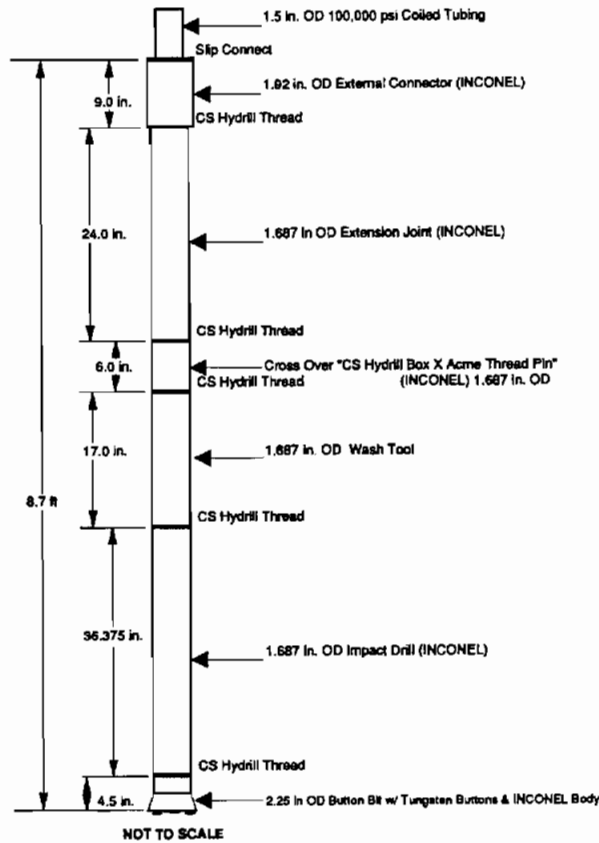 1.5 in. OD 100,000 psi Coiled Tubing
Slip Connect
9.0 in.
1.92 in. OD External Connector (INCONEL)
CS Hydrill Thread
24.0 in.
1.687 In OD Extension Joint (INCONEL)
CS Hydrill Thread
6.0 in.
Cross Over "CS Hydrill Box X Acme Thread Pin"
CS Hydrill Thread
(INCONEL) 1.687 in. OD
17.0 in.
1.687 in. OD Wash Tool
8.7 ft
CS Hydrill Thread
36.375 in.
1.687 in. OD Impact Drill (INCONEL)
CS Hydrill Thread
4.5 in.
2.25 in OD Button Bit w/ Tungsten Buttons & INCONEL Body
NOT TO SCALE